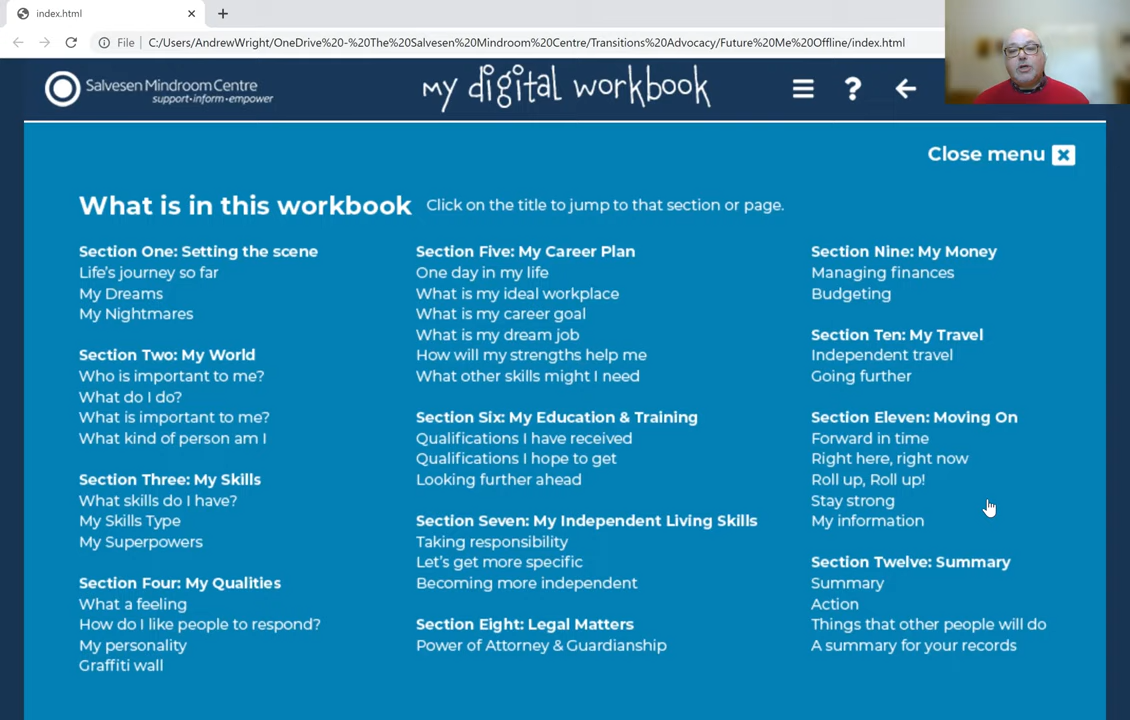 index.html
File C:/Users/AndrewWright/OneDrive%20-%20The%20Salvesen%20Mindroom%20Centre/Transitions%20Advocacy/Future%20Me%20Offline/index.html
Salvesen Mindroom Centre
support·inform·empower
my digital workbook
?
Close menu
What is in this workbook
Click on the title to jump to that section or page.
Section One: Setting the scene
Life's journey so far
My Dreams
My Nightmares
Section Two: My World
Who is important to me?
What do I do?
What is important to me?
What kind of person am I
Section Three: My Skills
What skills do I have?
My Skills Type
My Superpowers
Section Four: My Qualities
What a feeling
How do I like people to respond?
My personality
Graffiti wall
Section Five: My Career Plan
One day in my life
What is my ideal workplace
What is my career goal
What is my dream job
How will my strengths help me
What other skills might I need
Section Six: My Education & Training
Qualifications I have received
Qualifications I hope to get
Looking further ahead
Section Seven: My Independent Living Skills
Taking responsibility
Let's get more specific
Becoming more independent
Section Eight: Legal Matters
Power of Attorney & Guardianship
Section Nine: My Money
Managing finances
Budgeting
Section Ten: My Travel
Independent travel
Going further
Section Eleven: Moving On
Forward in time
Right here, right now
Roll up, Roll up!
Stay strong
My information
Section Twelve: Summary
Summary
Action
Things that other people will do
A summary for your records